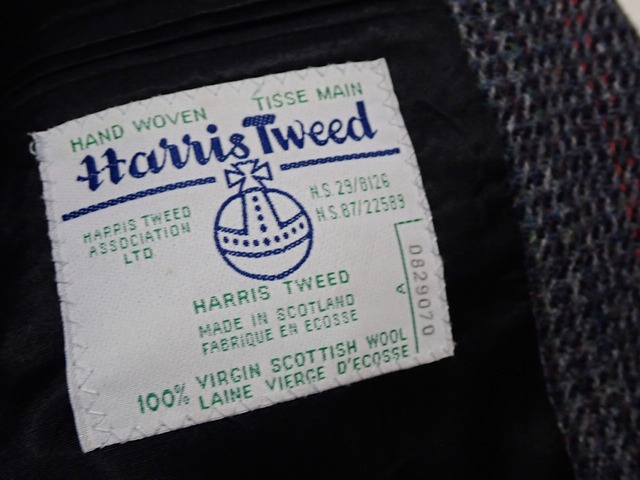 HAND WOVEN TISSE MAIN
Harris Tweed
HARRIS TWEED
ASSOCIATION
LTD.
N.S. 29/8126
N.S. 87/22589
HARRIS TWEED
MADE IN SCOTLAND
FABRIQUE EN ECOSSE
100% VIRGIN SCOTTISH WOOL
LAINE VIERGE D'ECOSSE
A 0829070